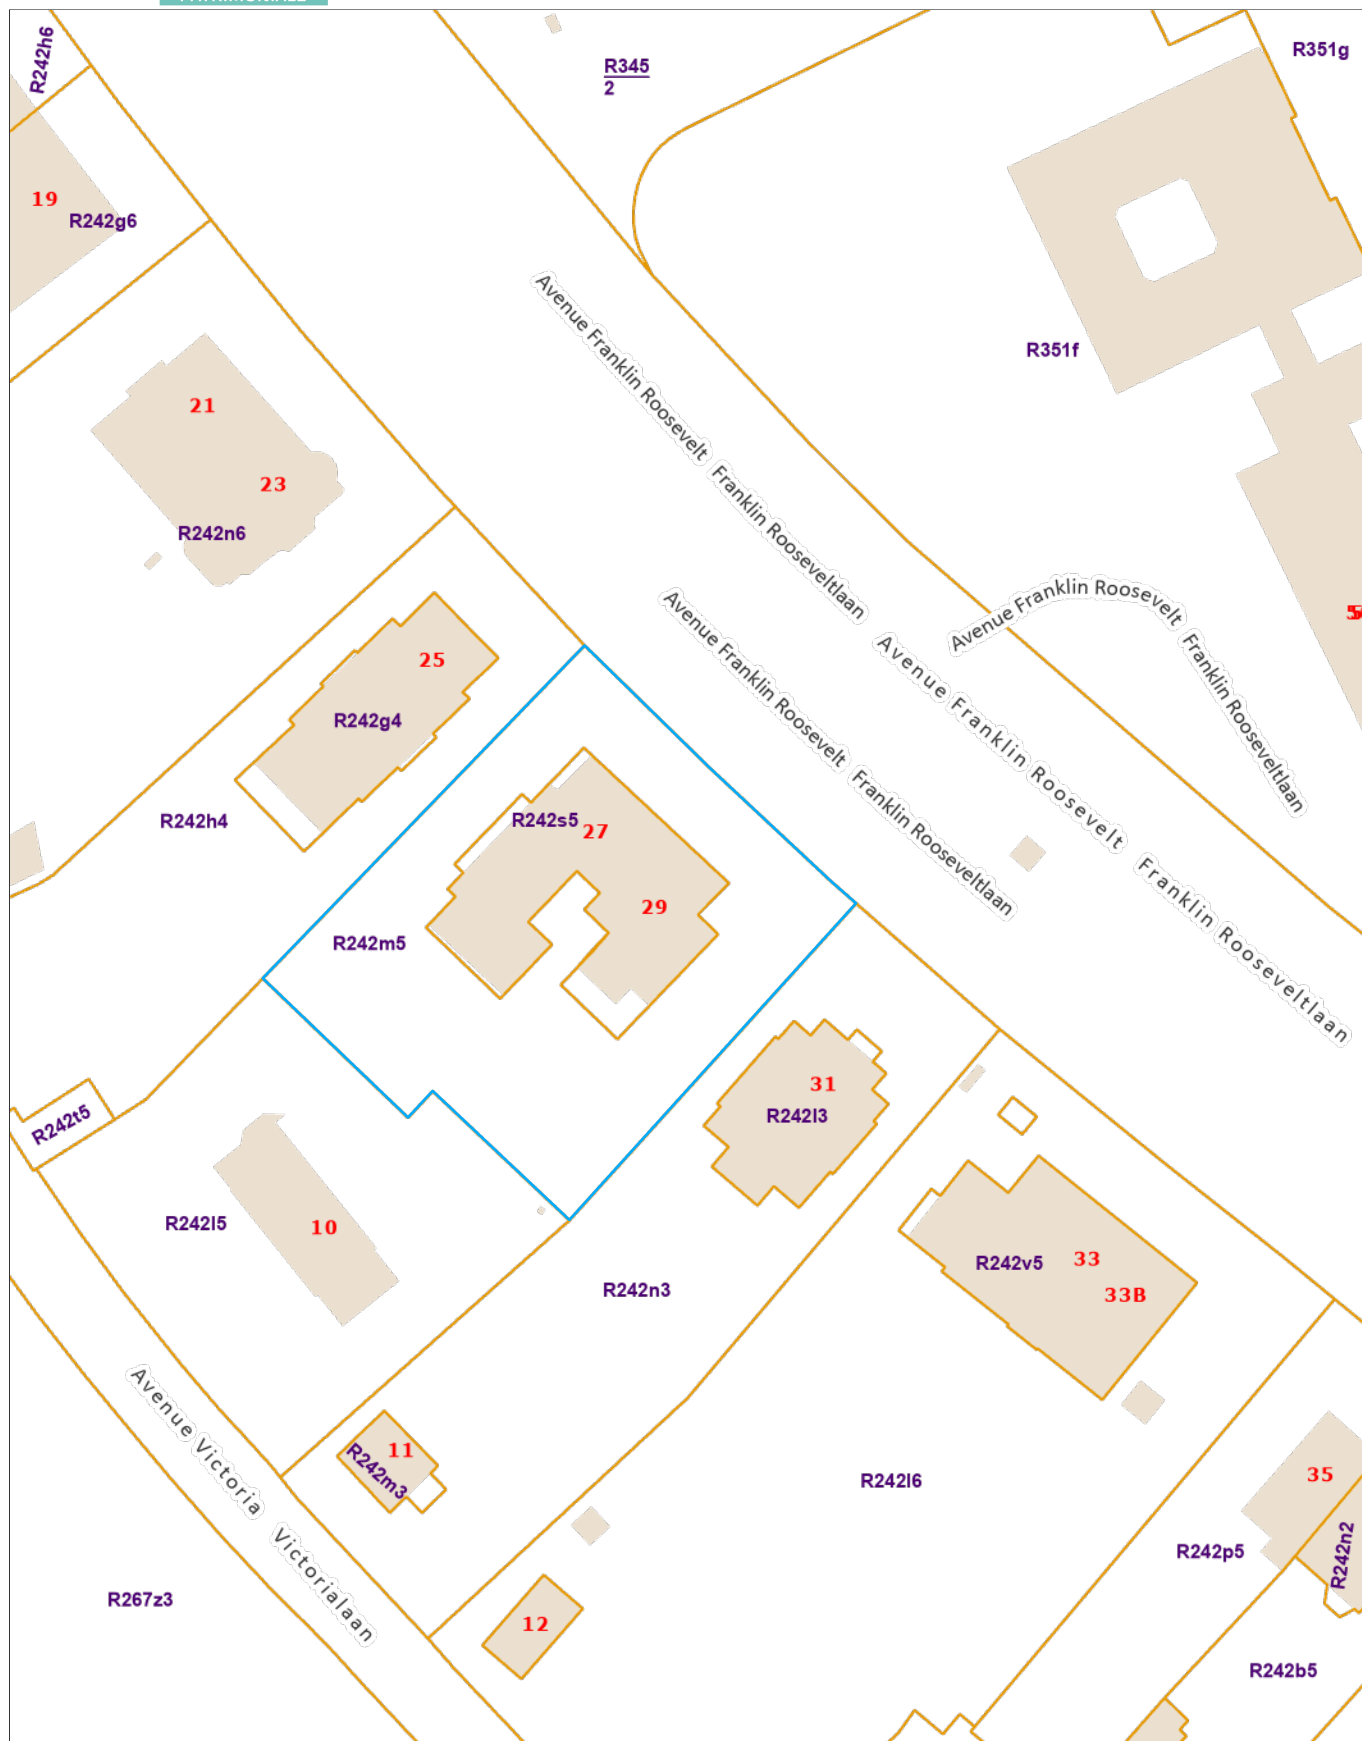 R242h6
R345
2
R351g
19
R242g6
Avenue Franklin Roosevelt Franklin Rooseveltlaan
R351f
21
23
R242n6
Avenue Franklin Roosevelt Franklin Rooseveltlaan
Avenue Franklin Roosevelt Franklin Rooseveltlaan
Avenue Franklin Roosevelt Franklin Rooseveltlaan
25
R242g4
R242h4
R242s5
27
29
R242m5
31
R242l3
R242t5
R242l5
10
R242n3
R242v5
33
33B
Avenue Victoria Victorialaan
11
R242m3
R242l6
35
R242p5
R242n2
R267z3
12
R242b5